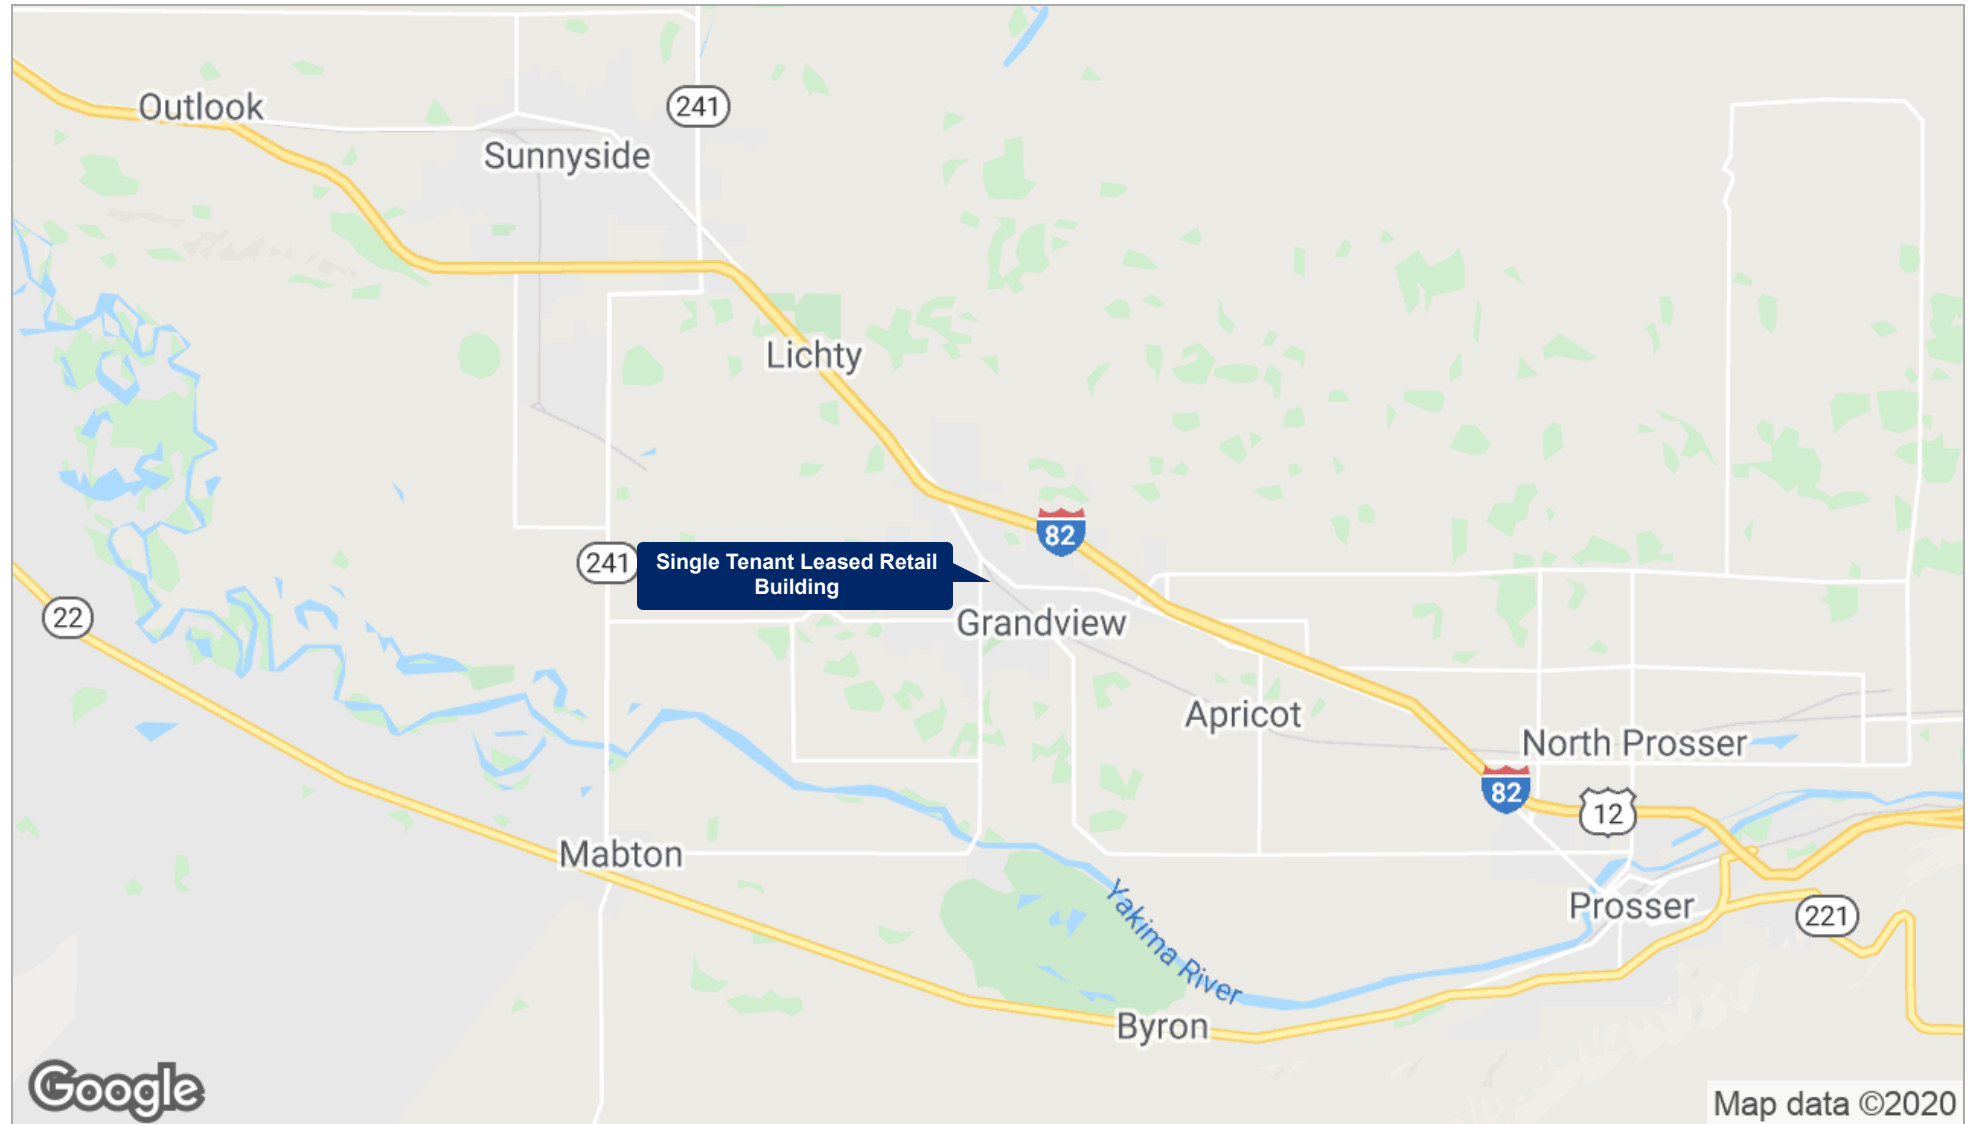 Outlook
241
Sunnyside
Lichty
82
241
Single Tenant Leased Retail
Building
22
Grandview
Apricot
North Prosser
82
12
Mabton
Yakima River
Prosser
221
Byron
Google
Map data ©2020